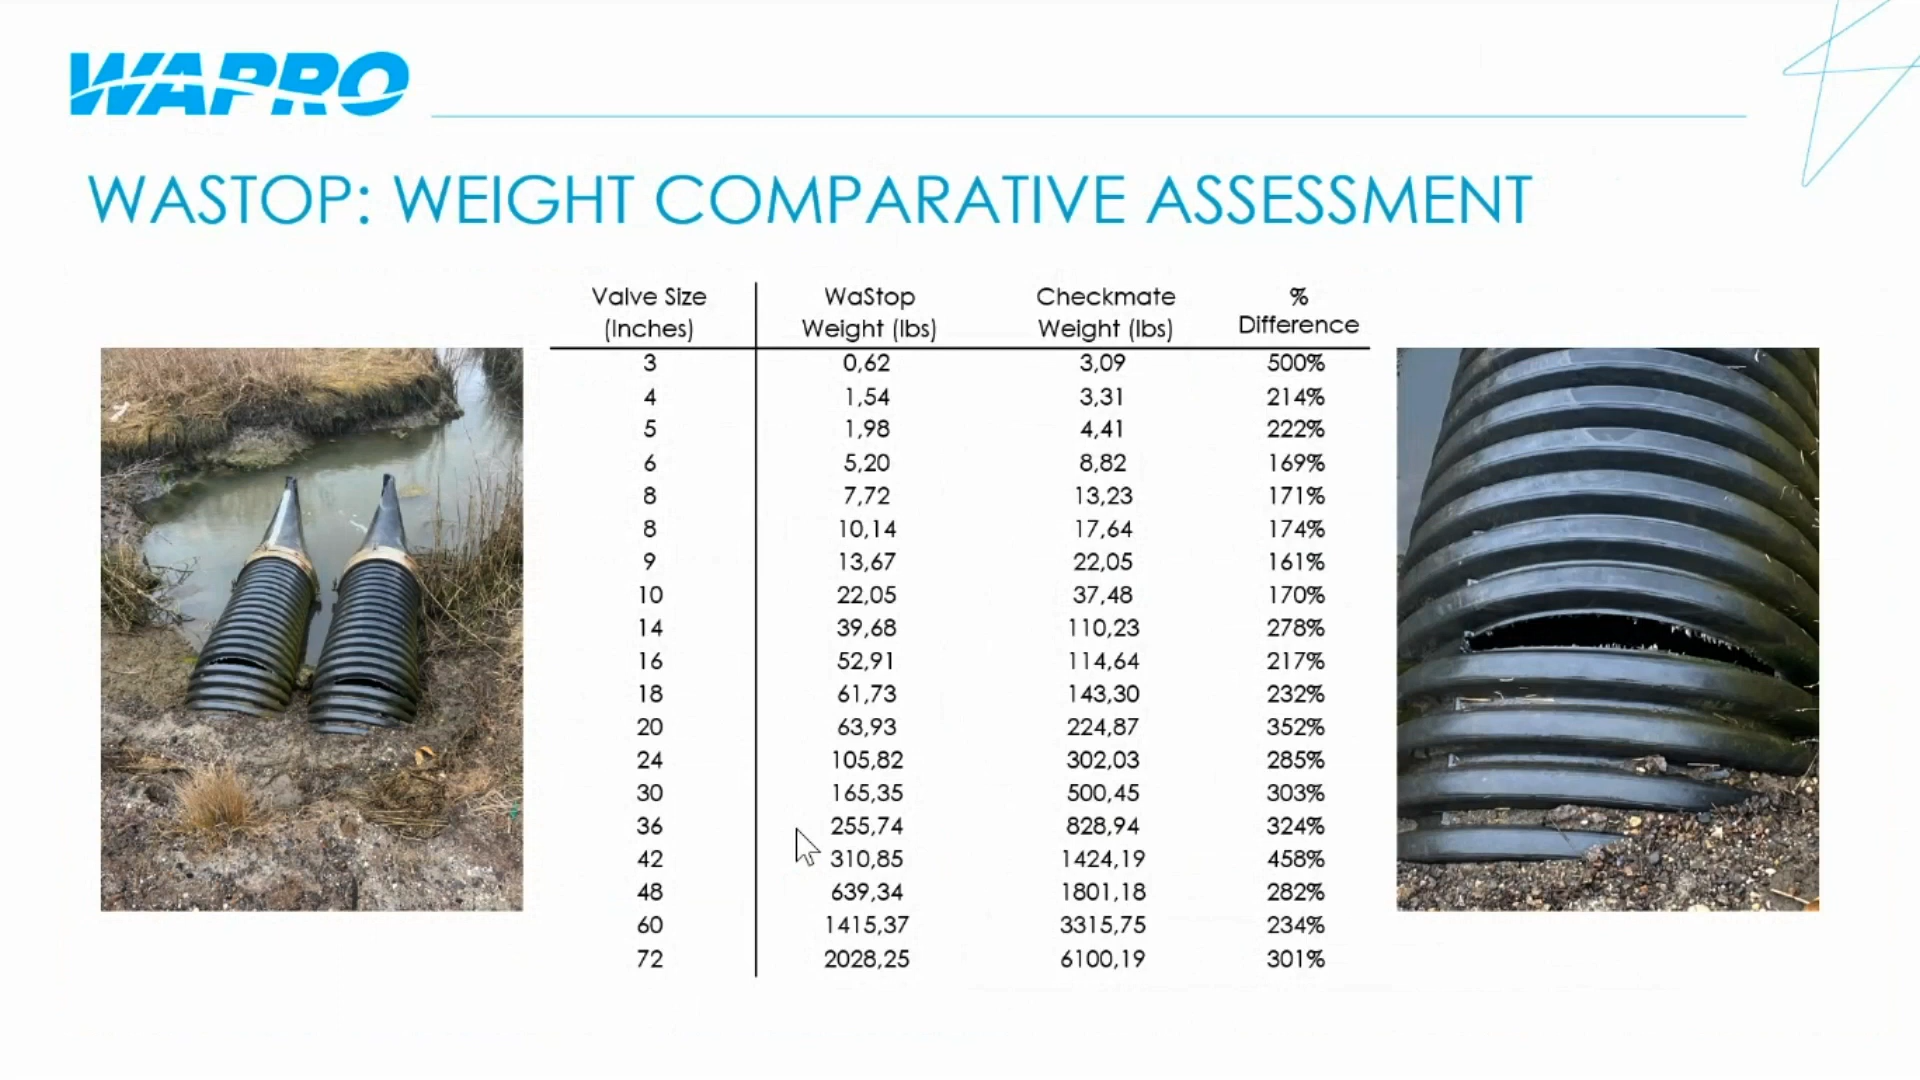 WAPRO
WASTOP: WEIGHT COMPARATIVE ASSESSMENT
Valve Size (Inches) WaStop Weight (lbs) Checkmate Weight (lbs) % Difference
3 0,62 3,09 500%
4 1,54 3,31 214%
5 1,98 4,41 222%
6 5,20 8,82 169%
8 7,72 13,23 171%
8 10,14 17,64 174%
9 13,67 22,05 161%
10 22,05 37,48 170%
14 39,68 110,23 278%
16 52,91 114,64 217%
18 61,73 143,30 232%
20 63,93 224,87 352%
24 105,82 302,03 285%
30 165,35 500,45 303%
36 255,74 828,94 324%
42 310,85 1424,19 458%
48 639,34 1801,18 282%
60 1415,37 3315,75 234%
72 2028,25 6100,19 301%